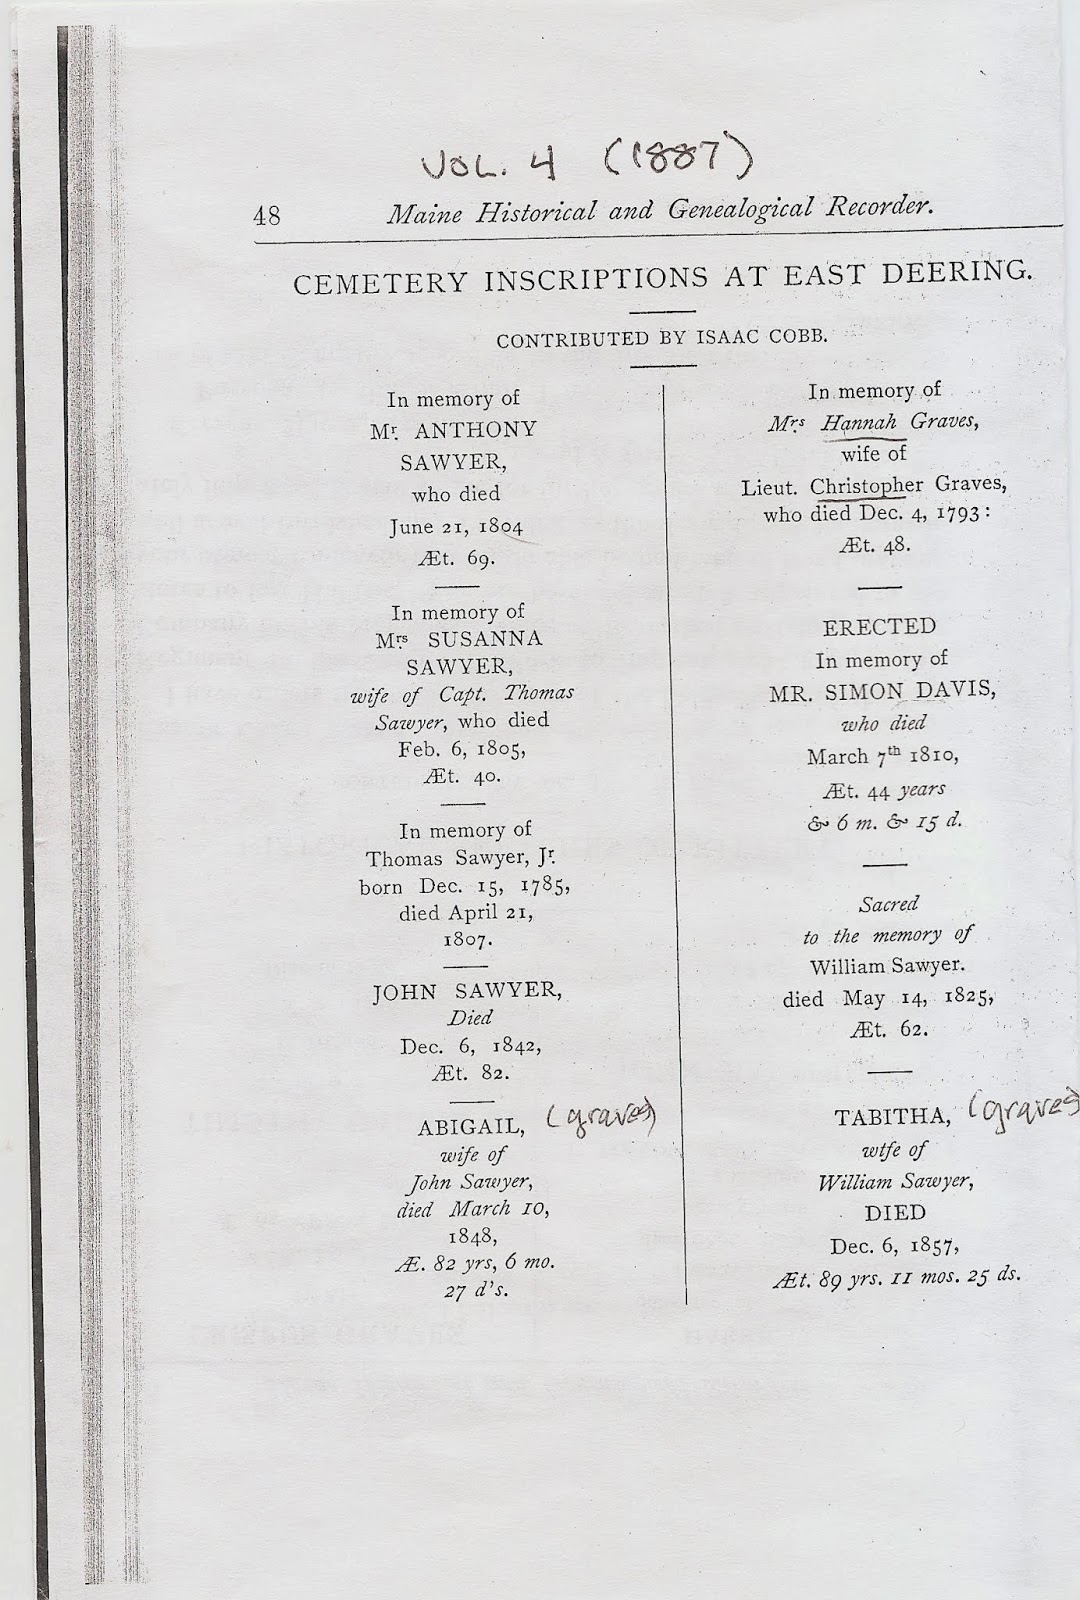 VOL. 4 (1887)
48 Maine Historical and Genealogical Recorder.
CEMETERY INSCRIPTIONS AT EAST DEERING.
CONTRIBUTED BY ISAAC COBB.
In memory of
Mr. ANTHONY
SAWYER,
who died
June 21, 1804
Æt. 69.
In memory of
Mrs. SUSANNA
SAWYER,
wife of Capt. Thomas
Sawyer, who died
Feb. 6, 1805,
Æt. 40.
In memory of
Thomas Sawyer, Jr.
born Dec. 15, 1785,
died April 21,
1807.
JOHN SAWYER,
Died
Dec. 6, 1842,
Æt. 82.
ABIGAIL, (graves)
wife of
John Sawyer,
died March 10,
1848,
Æ. 82 yrs, 6 mo.
27 d's.
In memory of
Mrs Hannah Graves,
wife of
Lieut. Christopher Graves,
who died Dec. 4, 1793:
Æt. 48.
ERECTED
In memory of
MR. SIMON DAVIS,
who died
March 7th 1810,
Æt. 44 years
& 6 m. & 15 d.
Sacred
to the memory of
William Sawyer.
died May 14, 1825,
Æt. 62.
TABITHA, (graves)
wtfe of
William Sawyer,
DIED
Dec. 6, 1857,
Æt. 89 yrs. 11 mos. 25 ds.